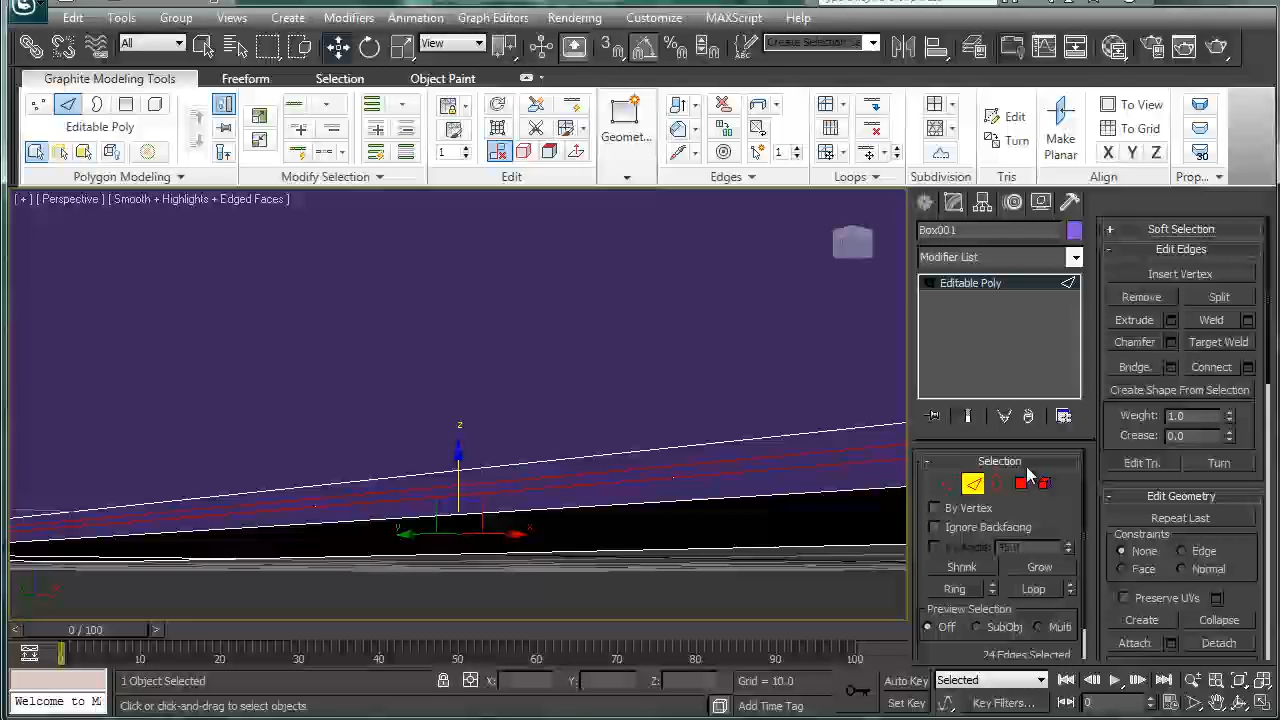 Edit Tools Group Views Create Modifiers Animation Graph Editors Rendering Customize MAXScript Help
All View 3 Create Selection Se
Graphite Modeling Tools Freeform Selection Object Paint
Editable Poly
1
Geomet...
1
Edit
Turn
Make Planar
To View
To Grid
X Y Z
Polygon Modeling Modify Selection Edit Edges Loops Subdivision Tris Align Prop...
[ + ] [ Perspective ] [ Smooth + Highlights + Edged Faces ]
z
y
x
Box001
Modifier List
Editable Poly
Selection
By Vertex
Ignore Backfacing
Shrink Grow
Ring Loop
Preview Selection
Off SubObj Multi
24 Edges Selected
Soft Selection
Edit Edges
Insert Vertex
Remove Split
Extrude Weld
Chamfer Target Weld
Bridge Connect
Create Shape From Selection
Weight: 1.0
Crease: 0.0
Edit Tri. Turn
Edit Geometry
Repeat Last
Constraints
None Edge
Face Normal
Preserve UVs
Create Collapse
Attach Detach
< 0 / 100 >
0 10 20 30 40 50 60 70 80 90 100
1 Object Selected X: Y: Z: Grid = 10.0 Auto Key Selected
Welcome to M
Click or click-and-drag to select objects Add Time Tag Set Key Key Filters... 0